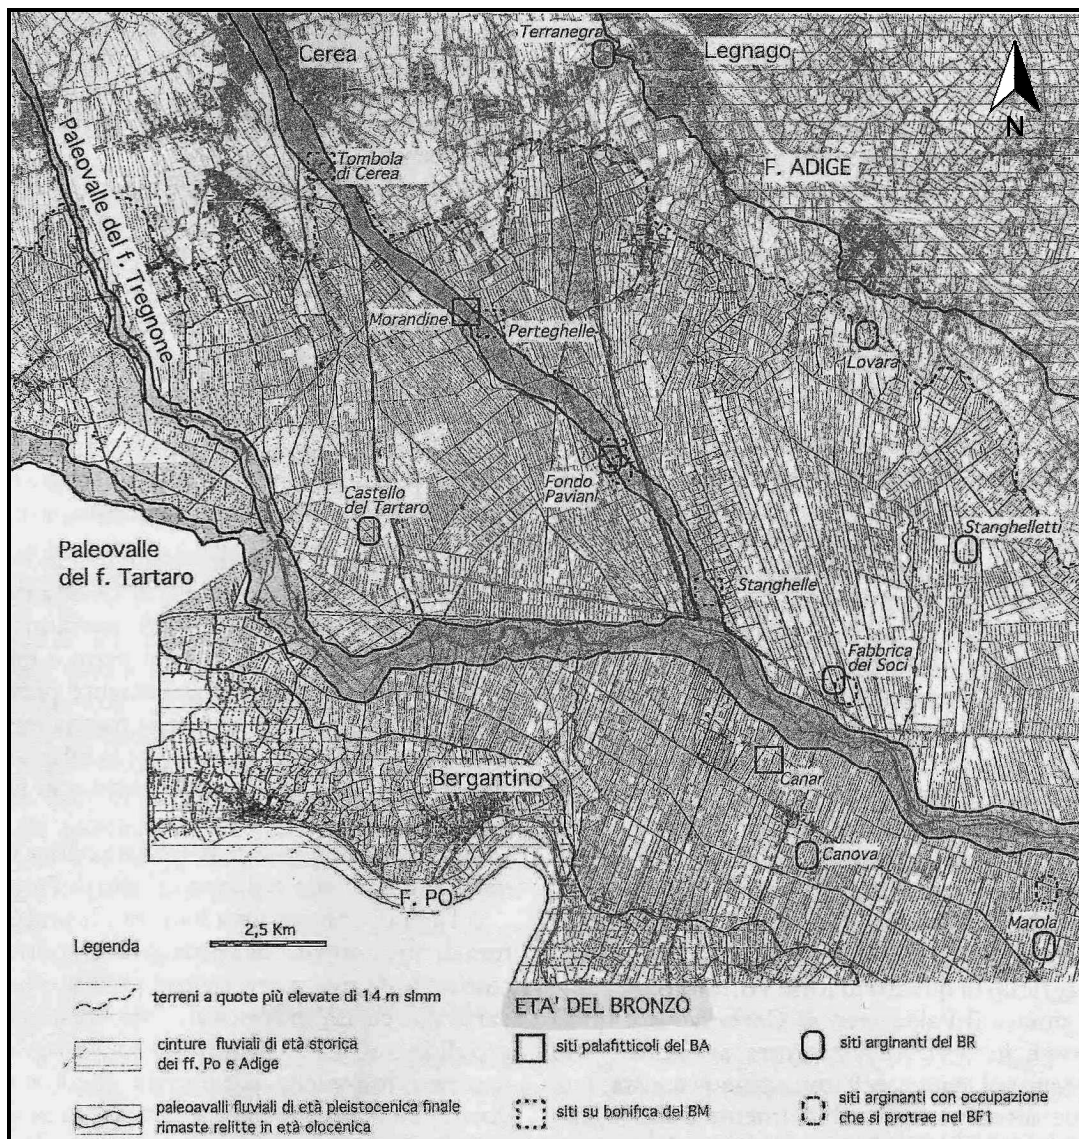 Terranegra
Cerea
Legnago
N
Paleovalle del f. Tregnone
Tombola
di Cerea
F. ADIGE
Morandine
Perteghelle
Lovara
Fondo
Paviani
Castello
del Tartaro
Stanghelletti
Paleovalle
del f. Tartaro
Stanghelle
Fabbrica
dei Soci
Bergantino
Canar
Canova
F. PO
Marola
Legenda
2,5 Km
terreni a quote più elevate di 14 m slmm
cinture fluviali di età storica
dei ff. Po e Adige
paleoavalli fluviali di età pleistocenica finale
rimaste relitte in età olocenica
ETA' DEL BRONZO
siti palafitticoli del BA
siti arginanti del BR
siti su bonifica del BM
siti arginanti con occupazione
che si protrae nel BF1